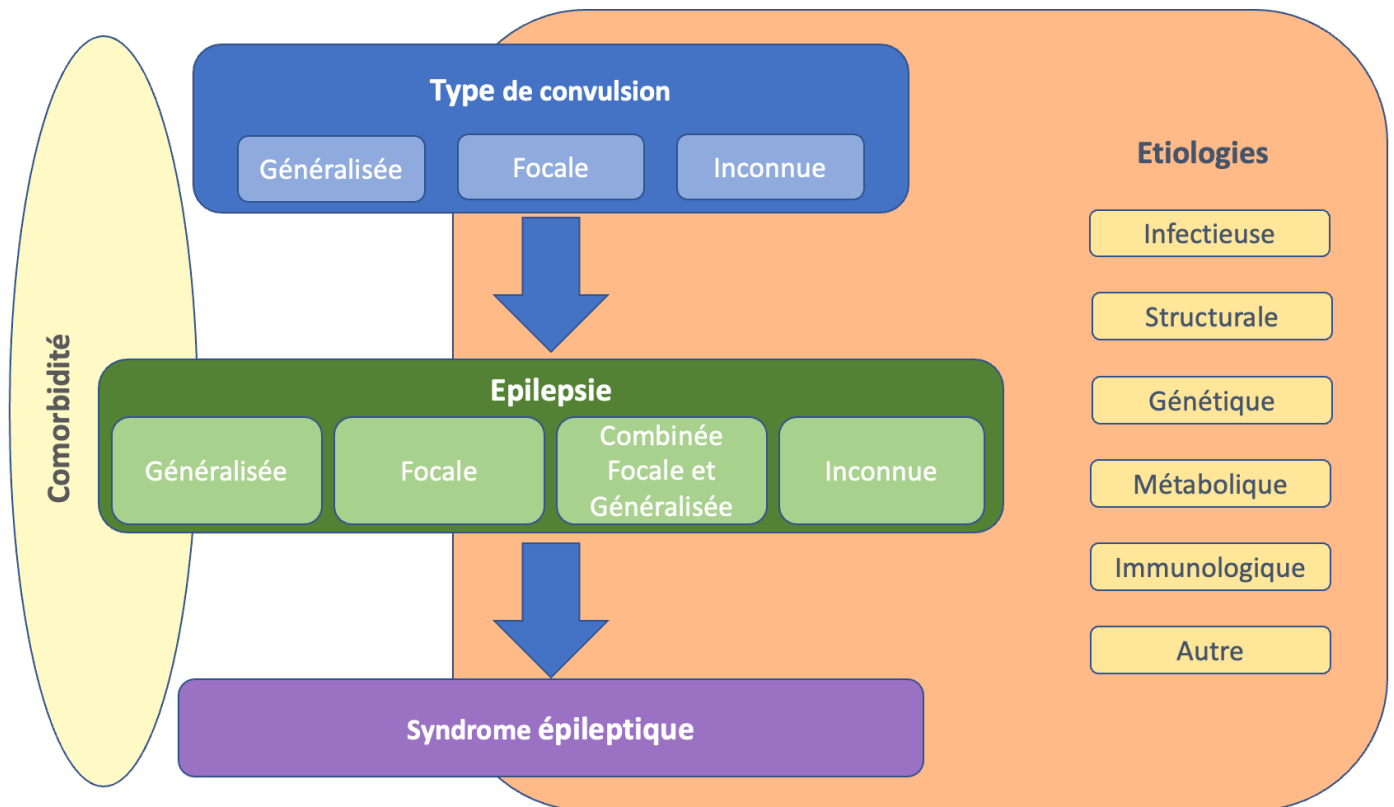 Type de convulsion
Généralisée
Focale
Inconnue
Etiologies
Infectieuse
Structurale
Génétique
Métabolique
Immunologique
Autre
Comorbidité
Epilepsie
Généralisée
Focale
Combinée
Focale et
Généralisée
Inconnue
Syndrome épileptique